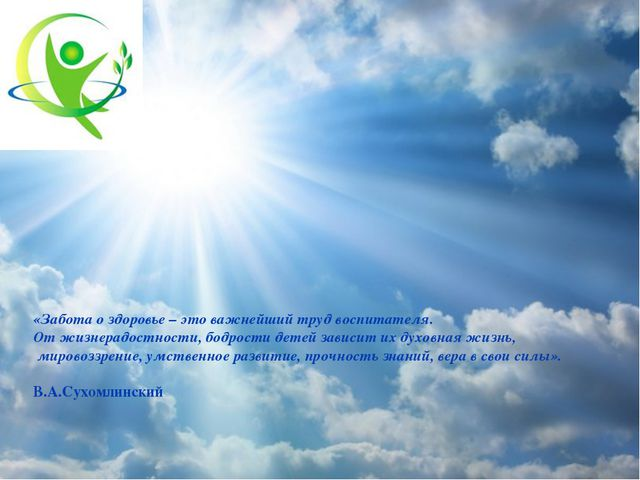 «Забота о здоровье – это важнейший труд воспитателя.
От жизнерадостности, бодрости детей зависит их духовная жизнь,
мировоззрение, умственное развитие, прочность знаний, вера в свои силы».
В.А.Сухомлинский